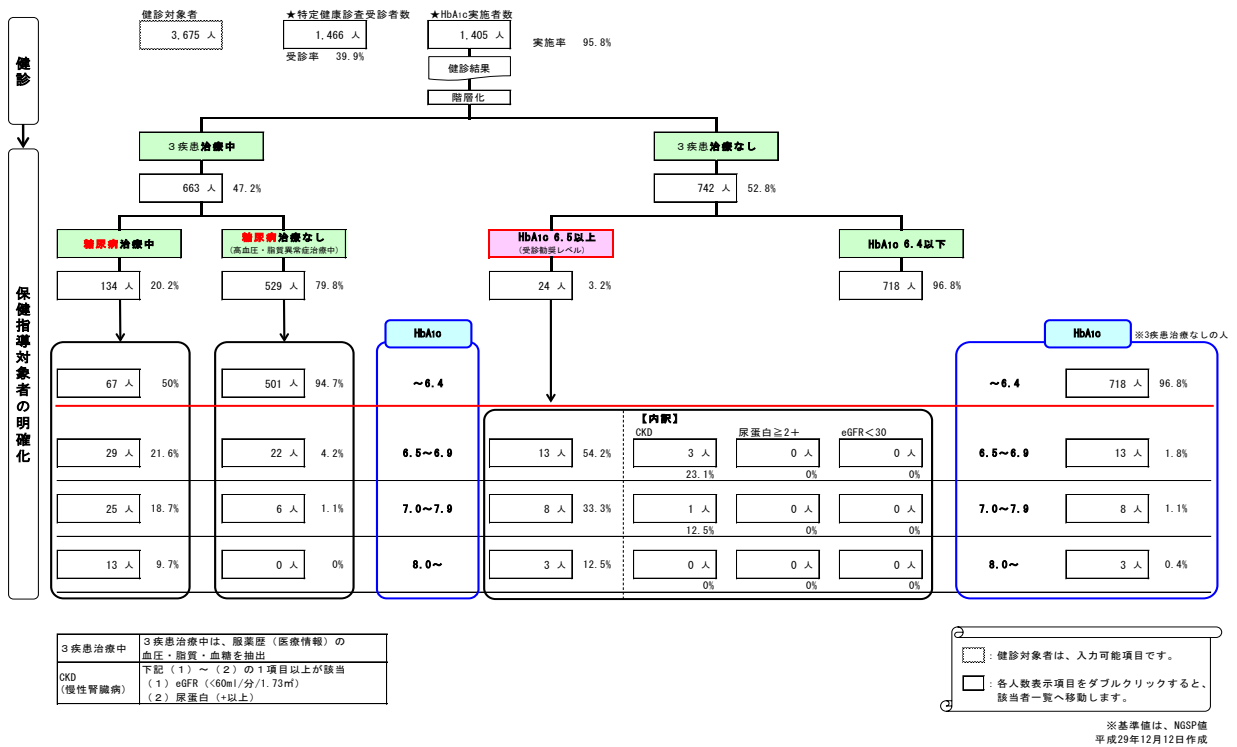 健診
健診対象者
3,675 人
★特定健康診査受診者数
1,466 人
受診率 39.9%
★HbA1c実施者数
1,405 人
実施率 95.8%
健診結果
階層化
保健指導対象者の明確化
3疾患治療中
663 人 47.2%
3疾患治療なし
742 人 52.8%
糖尿病治療中
134 人 20.2%
糖尿病治療なし
(高血圧・脂質異常症治療中)
529 人 79.8%
HbA1c 6.5以上
(受診勧奨レベル)
24 人 3.2%
HbA1c 6.4以下
718 人 96.8%
HbA1c
HbA1c
※3疾患治療なしの人
67 人 50% 501 人 94.7% ~6.4 ~6.4 718 人 96.8%
【内訳】
CKD 尿蛋白≧2+ eGFR<30
29 人 21.6% 22 人 4.2% 6.5~6.9 13 人 54.2% 3 人 0 人 0 人 6.5~6.9 13 人 1.8%
23.1% 0% 0%
25 人 18.7% 6 人 1.1% 7.0~7.9 8 人 33.3% 1 人 0 人 0 人 7.0~7.9 8 人 1.1%
12.5% 0% 0%
13 人 9.7% 0 人 0% 8.0~ 3 人 12.5% 0 人 0 人 0 人 8.0~ 3 人 0.4%
0% 0% 0%
3疾患治療中
3疾患治療中は、服薬歴(医療情報)の
血圧・脂質・血糖を抽出
CKD
(慢性腎臓病)
下記(1)~(2)の1項目以上が該当
(1)eGFR(<60ml/分/1.73㎡)
(2)尿蛋白(+以上)
:健診対象者は、入力可能項目です。
:各人数表示項目をダブルクリックすると、
該当者一覧へ移動します。
※基準値は、NGSP値
平成29年12月12日作成